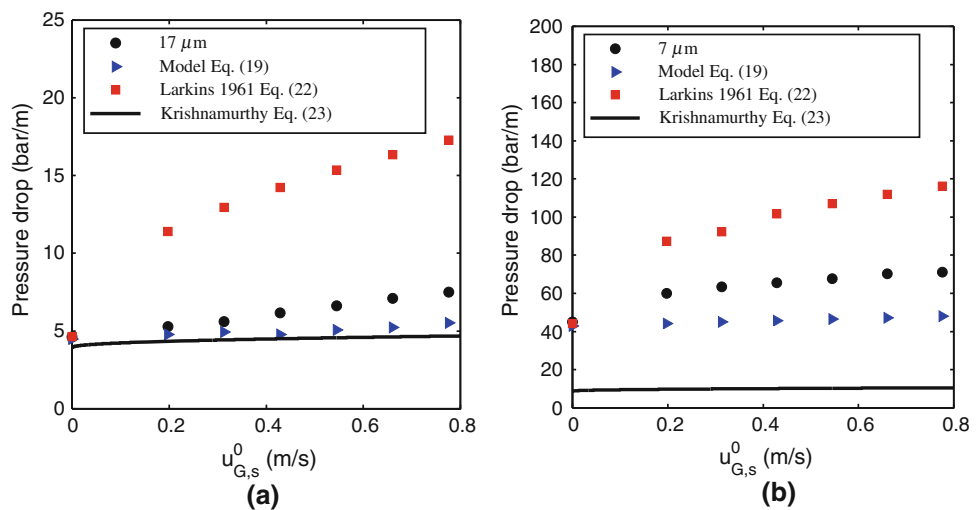 25
20
15
10
5
0
Pressure drop (bar/m)
17 μm
Model Eq. (19)
Larkins 1961 Eq. (22)
Krishnamurthy Eq. (23)
0 0.2 0.4 0.6 0.8
u⁰G,s (m/s)
(a)
200
180
160
140
120
100
80
60
40
20
0
Pressure drop (bar/m)
7 μm
Model Eq. (19)
Larkins 1961 Eq. (22)
Krishnamurthy Eq. (23)
0 0.2 0.4 0.6 0.8
u⁰G,s (m/s)
(b)